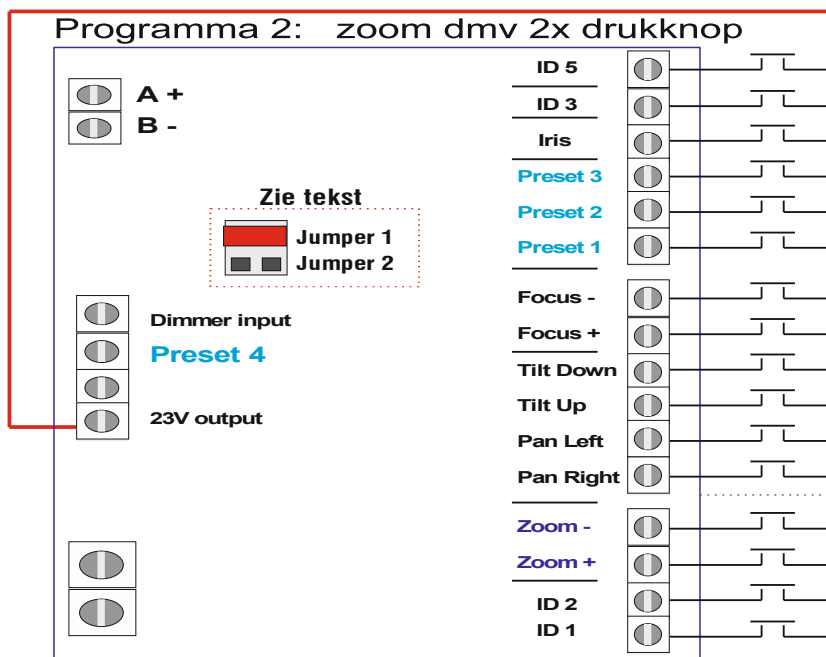 Programma 2: zoom dmv 2x drukknop
A +
B -
Zie tekst
Jumper 1
Jumper 2
Dimmer input
Preset 4
23V output
ID 5
ID 3
Iris
Preset 3
Preset 2
Preset 1
Focus -
Focus +
Tilt Down
Tilt Up
Pan Left
Pan Right
Zoom -
Zoom +
ID 2
ID 1